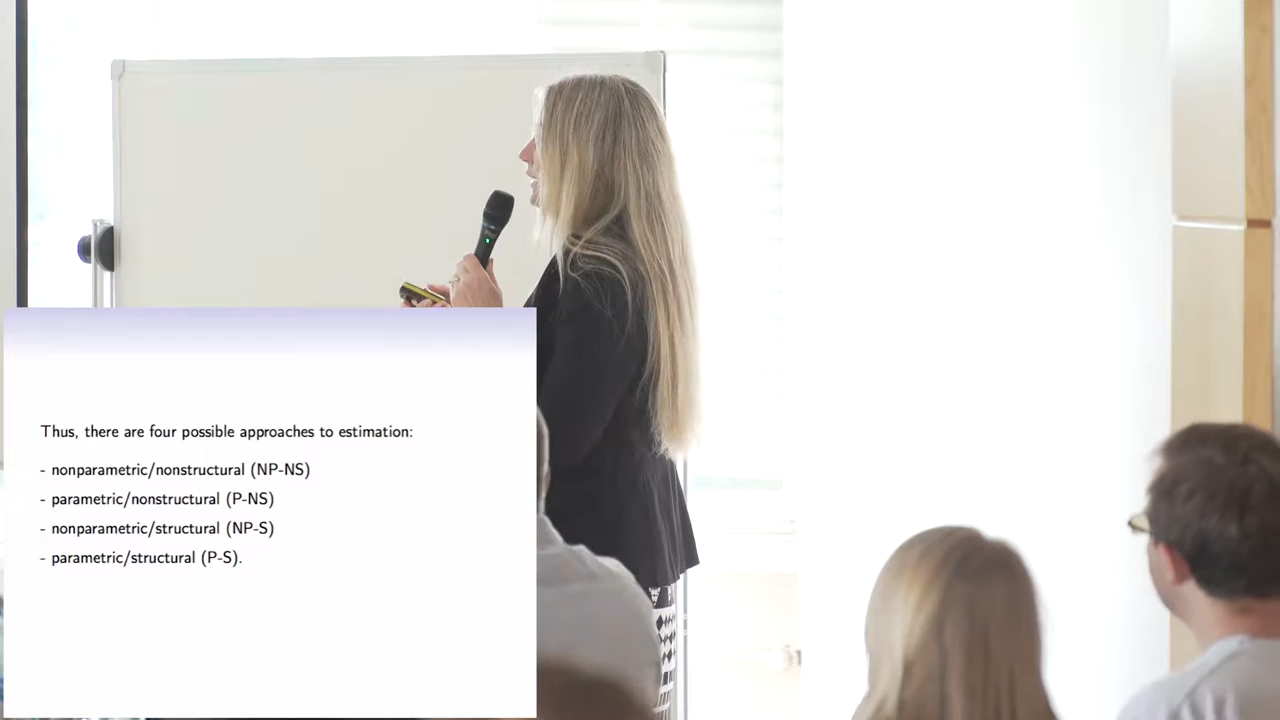 Thus, there are four possible approaches to estimation:
- nonparametric/nonstructural (NP-NS)
- parametric/nonstructural (P-NS)
- nonparametric/structural (NP-S)
- parametric/structural (P-S).